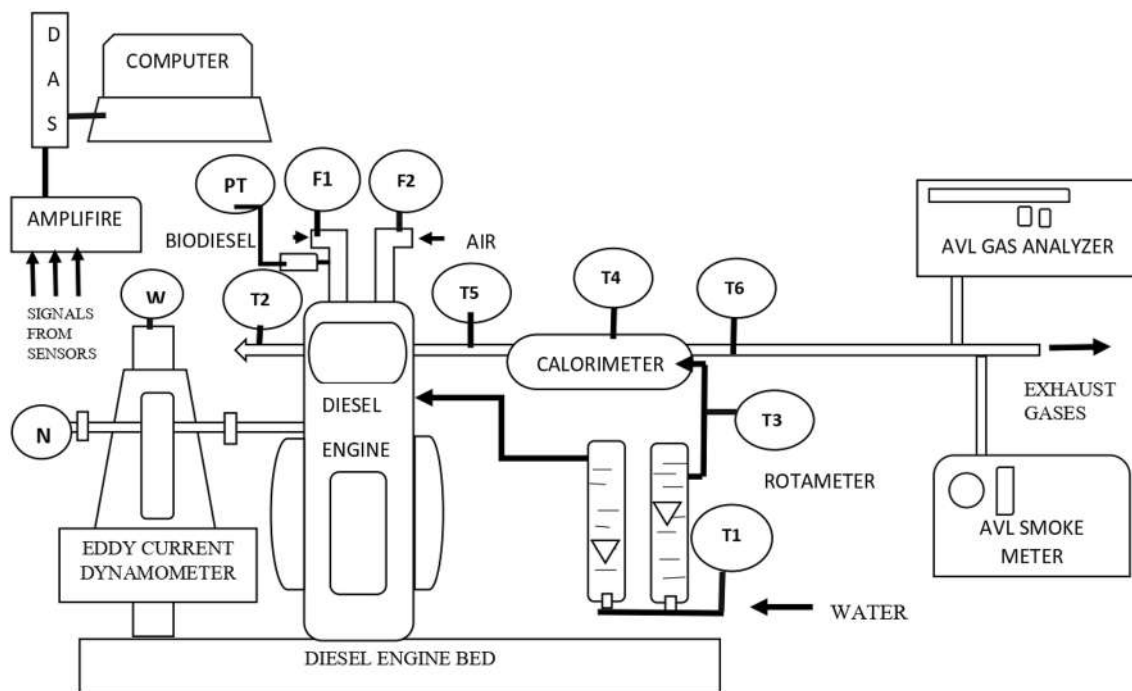 D
A
S
COMPUTER
AMPLIFIRE
SIGNALS
FROM
SENSORS
PT
F1
F2
BIODIESEL
AIR
W
T2
T5
T4
T6
AVL GAS ANALYZER
CALORIMETER
EXHAUST
GASES
N
DIESEL
ENGINE
T3
ROTAMETER
T1
EDDY CURRENT
DYNAMOMETER
AVL SMOKE
METER
WATER
DIESEL ENGINE BED